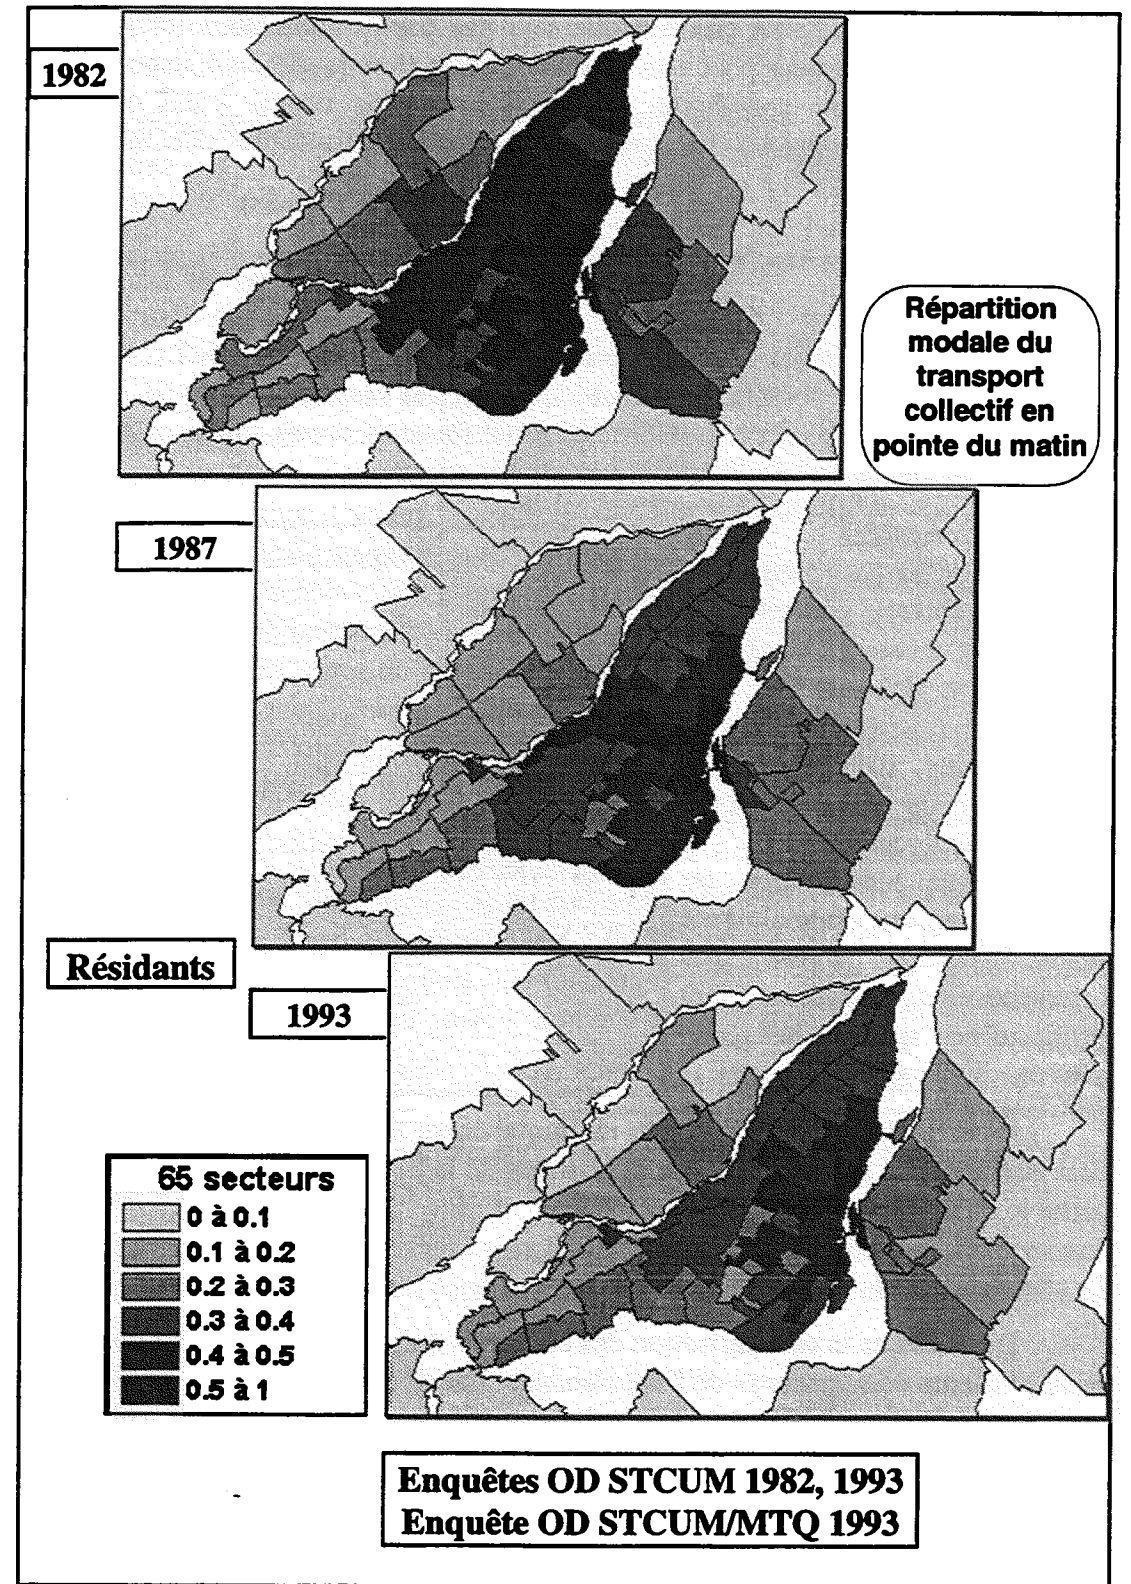 1982
Répartition
modale du
transport
collectif en
pointe du matin
1987
Résidants
1993
65 secteurs
0 à 0.1
0.1 à 0.2
0.2 à 0.3
0.3 à 0.4
0.4 à 0.5
0.5 à 1
Enquêtes OD STCUM 1982, 1993
Enquête OD STCUM/MTQ 1993